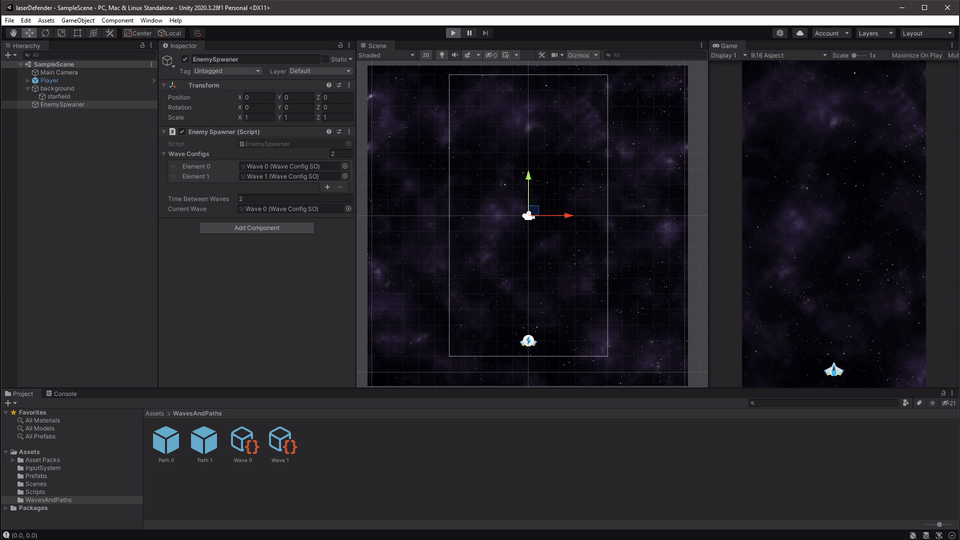 laserDefender - SampleScene - PC, Mac & Linux Standalone - Unity 2020.3.28f1 Personal <DX11>
File Edit Assets GameObject Component Window Help
Center Local Account Layers Layout
Hierarchy
All
SampleScene
Main Camera
Player
background
starfield
EnemySpwaner
Inspector
EnemySpwaner Static
Tag Untagged Layer Default
Transform
Position X 0 Y 0 Z 0
Rotation X 0 Y 0 Z 0
Scale X 1 Y 1 Z 1
Enemy Spawner (Script)
Script EnemySpawner
Wave Configs 2
Element 0 Wave 0 (Wave Config SO)
Element 1 Wave 1 (Wave Config SO)
+ −
Time Between Waves 2
Current Wave Wave 0 (Wave Config SO)
Add Component
Scene
Shaded 2D 0 Gizmos All
Game
Display 1 9:16 Aspect Scale 1x Maximize On Play Mut
Project Console
21
Favorites
All Materials
All Models
All Prefabs
Assets
Asset Packs
InputSystem
Prefabs
Scenes
Scripts
WavesAndPaths
Packages
Assets > WavesAndPaths
Path 0 Path 1 Wave 0 Wave 1
(0.0, 0.0)